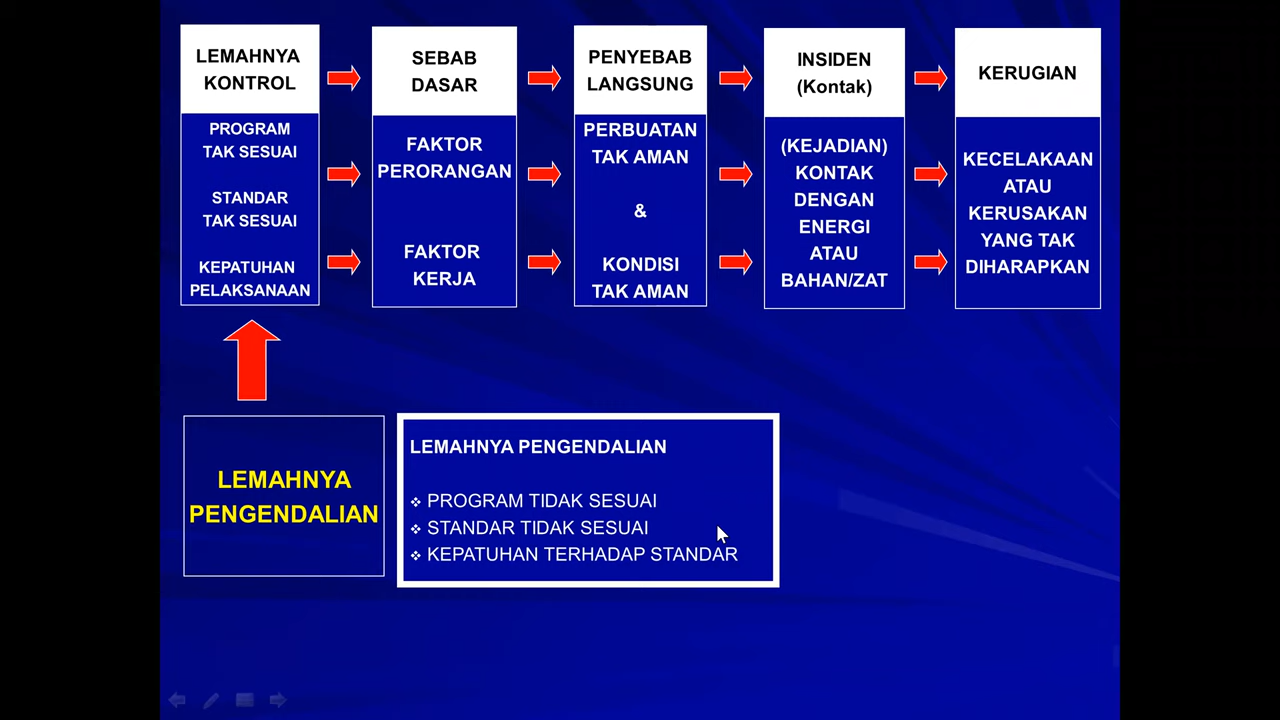 LEMAHNYA
KONTROL
PROGRAM
TAK SESUAI
STANDAR
TAK SESUAI
KEPATUHAN
PELAKSANAAN
SEBAB
DASAR
FAKTOR
PERORANGAN
FAKTOR
KERJA
PENYEBAB
LANGSUNG
PERBUATAN
TAK AMAN
&
KONDISI
TAK AMAN
INSIDEN
(Kontak)
(KEJADIAN)
KONTAK
DENGAN
ENERGI
ATAU
BAHAN/ZAT
KERUGIAN
KECELAKAAN
ATAU
KERUSAKAN
YANG TAK
DIHARAPKAN
LEMAHNYA
PENGENDALIAN
LEMAHNYA PENGENDALIAN
❖ PROGRAM TIDAK SESUAI
❖ STANDAR TIDAK SESUAI
❖ KEPATUHAN TERHADAP STANDAR